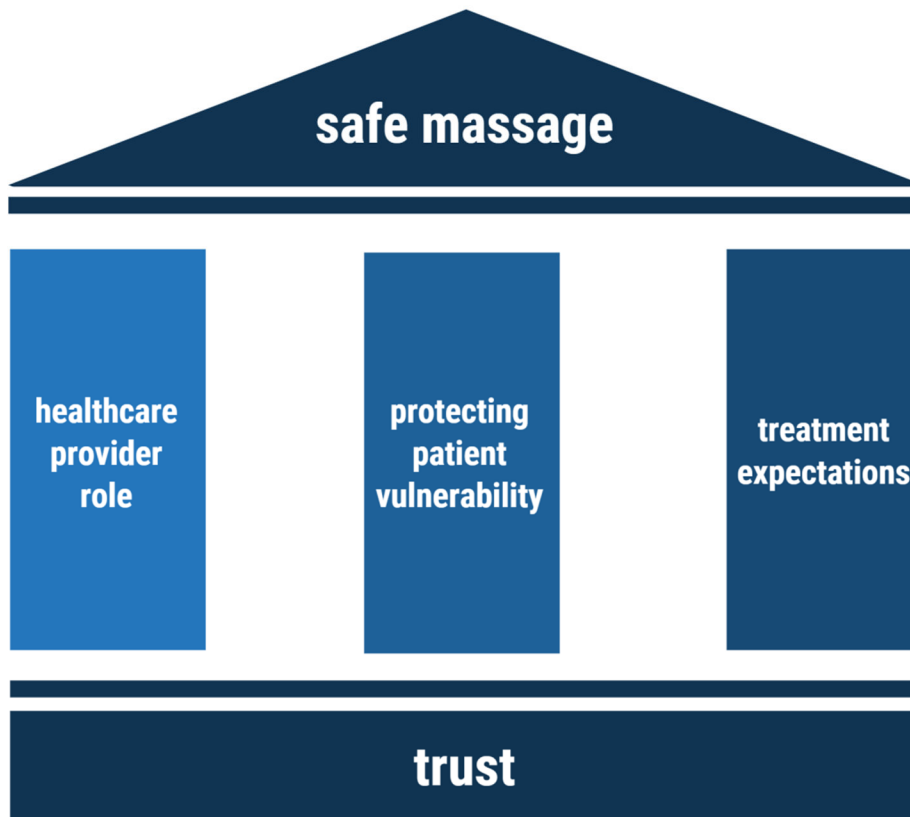 safe massage
healthcare
provider
role
protecting
patient
vulnerability
treatment
expectations
trust